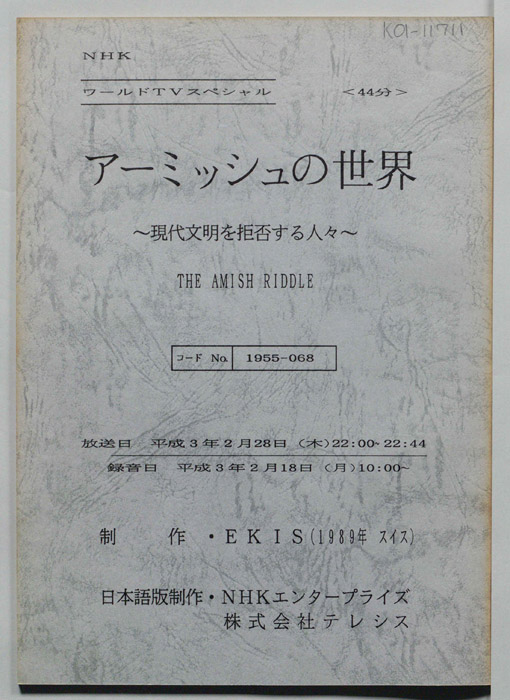 K01-11711
NHK
ワールドTVスペシャル <44分>
アーミッシュの世界
~現代文明を拒否する人々~
THE AMISH RIDDLE
コード No. 1955-068
放送日 平成3年2月28日 (木)22:00~22:44
録音日 平成3年2月18日 (月)10:00~
制 作・EKIS(1989年 スイス)
日本語版制作・NHKエンタープライズ
株式会社テレシス